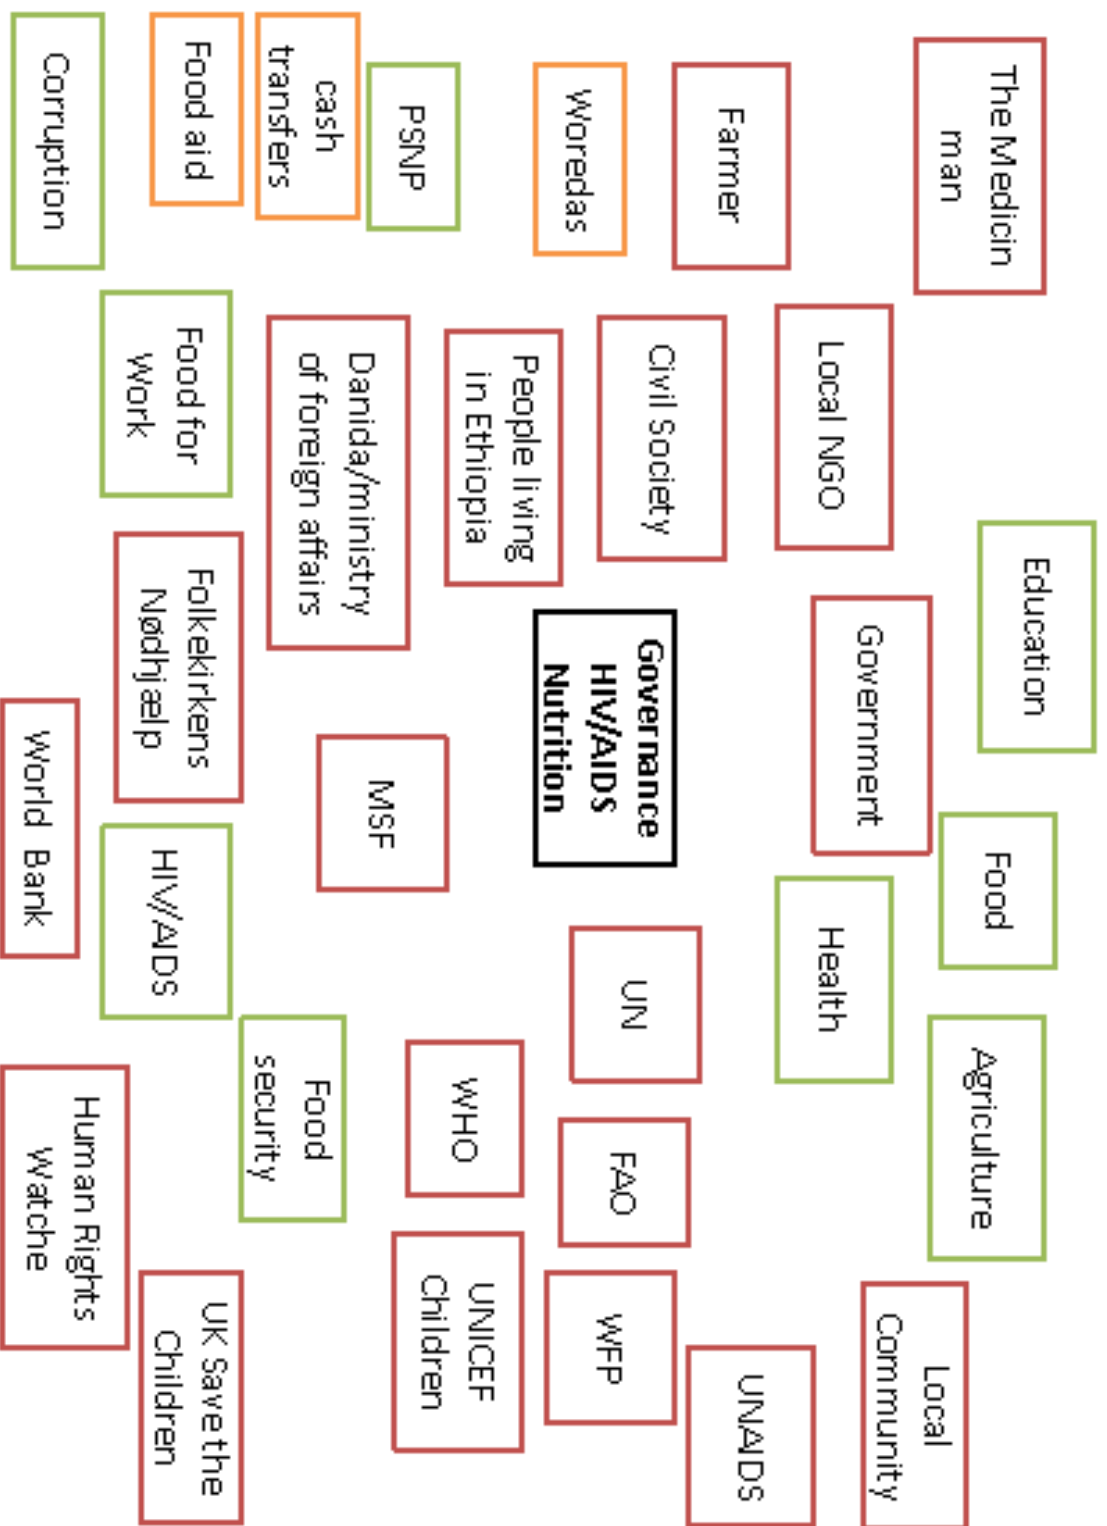 The Medicin
man
Education
Food
Agriculture
Local
Community
Local NGO
Government
Health
Farmer
UNAIDS
Civil Society
UN
FAO
WFP
Woredas
Governance
HIV/AIDS
Nutrition
People living
in Ethiopia
WHO
UNICEF
Children
PSNP
MSF
cash
transfers
Danida/ministry
of foreign affairs
Food
security
Food aid
Food for
Work
Folkekirkens
Nødhjælp
HIV/AIDS
UK Save the
Children
Corruption
World Bank
Human Rights
Watche